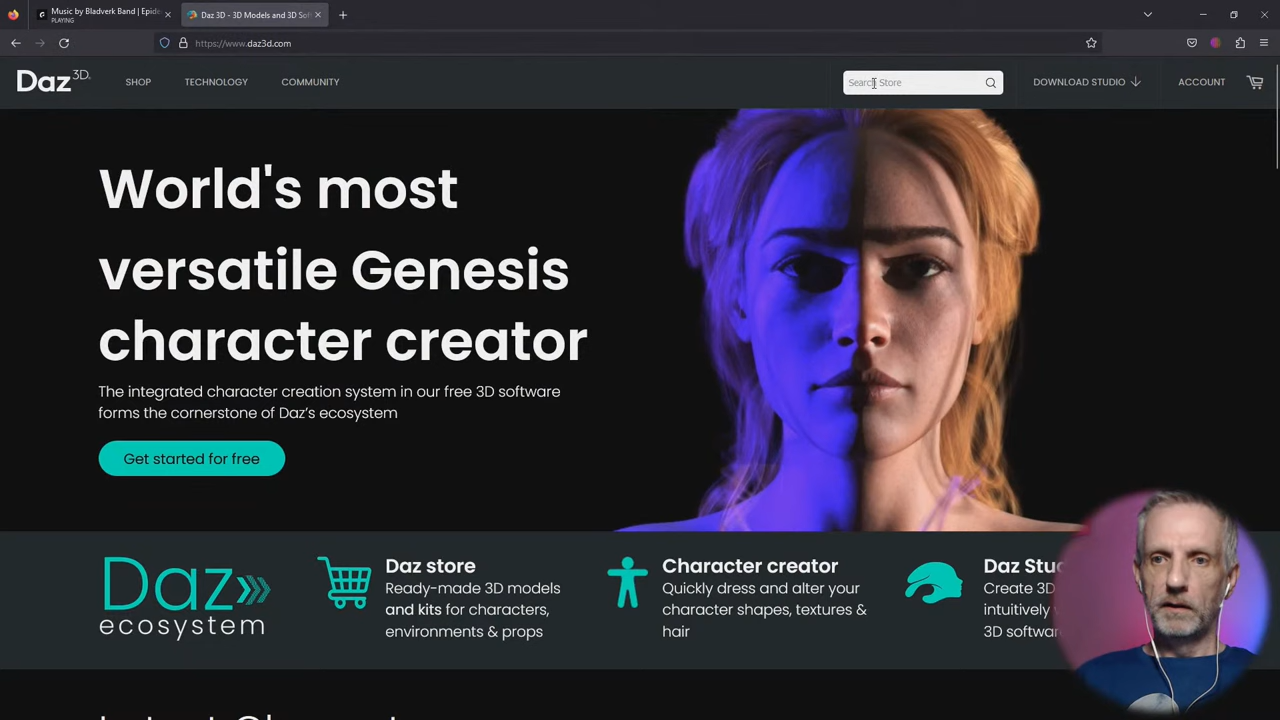 Music by Bladverk Band | Epide
PLAYING
Daz 3D - 3D Models and 3D Sof
https://www.daz3d.com
Daz 3D
SHOP
TECHNOLOGY
COMMUNITY
Search Store
DOWNLOAD STUDIO
ACCOUNT
World's most
versatile Genesis
character creator
The integrated character creation system in our free 3D software
forms the cornerstone of Daz's ecosystem
Get started for free
Daz
ecosystem
Daz store
Ready-made 3D models
and kits for characters,
environments & props
Character creator
Quickly dress and alter your
character shapes, textures &
hair
Daz Stu
Create 3D
intuitively
3D softwar